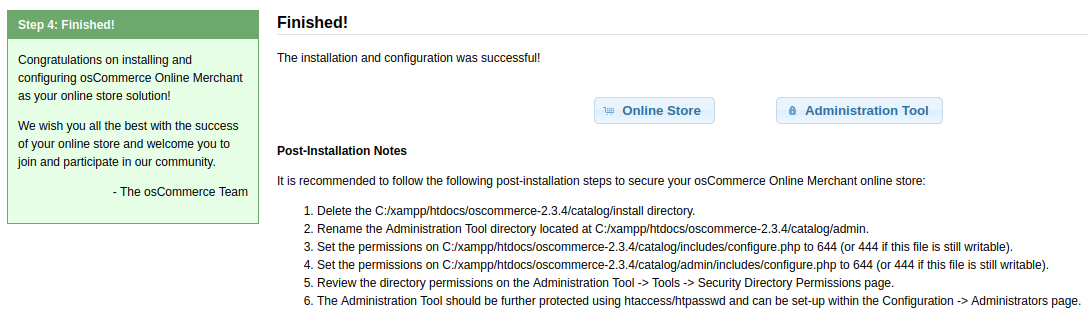 Step 4: Finished!
Congratulations on installing and
configuring osCommerce Online Merchant
as your online store solution!
We wish you all the best with the success
of your online store and welcome you to
join and participate in our community.
- The osCommerce Team
Finished!
The installation and configuration was successful!
Online Store
Administration Tool
Post-Installation Notes
It is recommended to follow the following post-installation steps to secure your osCommerce Online Merchant online store:
1. Delete the C:/xampp/htdocs/oscommerce-2.3.4/catalog/install directory.
2. Rename the Administration Tool directory located at C:/xampp/htdocs/oscommerce-2.3.4/catalog/admin.
3. Set the permissions on C:/xampp/htdocs/oscommerce-2.3.4/catalog/includes/configure.php to 644 (or 444 if this file is still writable).
4. Set the permissions on C:/xampp/htdocs/oscommerce-2.3.4/catalog/admin/includes/configure.php to 644 (or 444 if this file is still writable).
5. Review the directory permissions on the Administration Tool -> Tools -> Security Directory Permissions page.
6. The Administration Tool should be further protected using htaccess/htpasswd and can be set-up within the Configuration -> Administrators page.